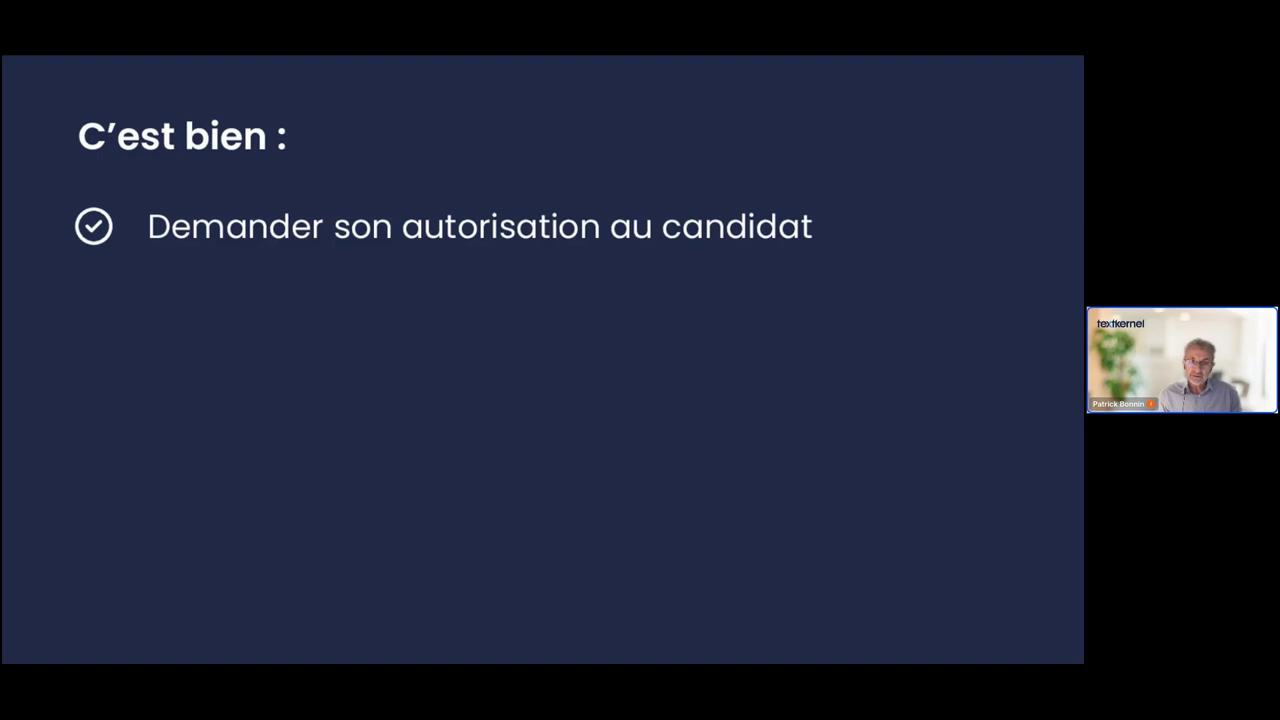 C’est bien :
Demander son autorisation au candidat
textkernel
Patrick Bonnin